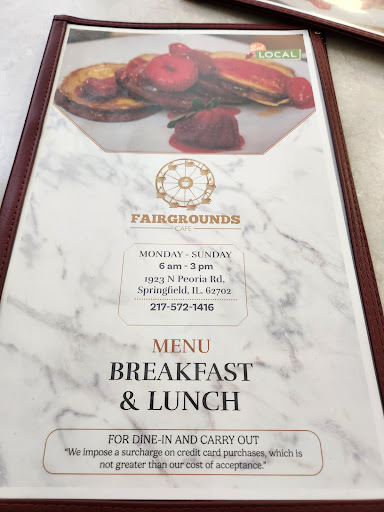 LOCAL
FAIRGROUNDS
CAFE
MONDAY - SUNDAY
6 am - 3 pm
1923 N Peoria Rd,
Springfield, IL. 62702
217-572-1416
MENU
BREAKFAST
& LUNCH
FOR DINE-IN AND CARRY OUT
"We impose a surcharge on credit card purchases, which is
not greater than our cost of acceptance."